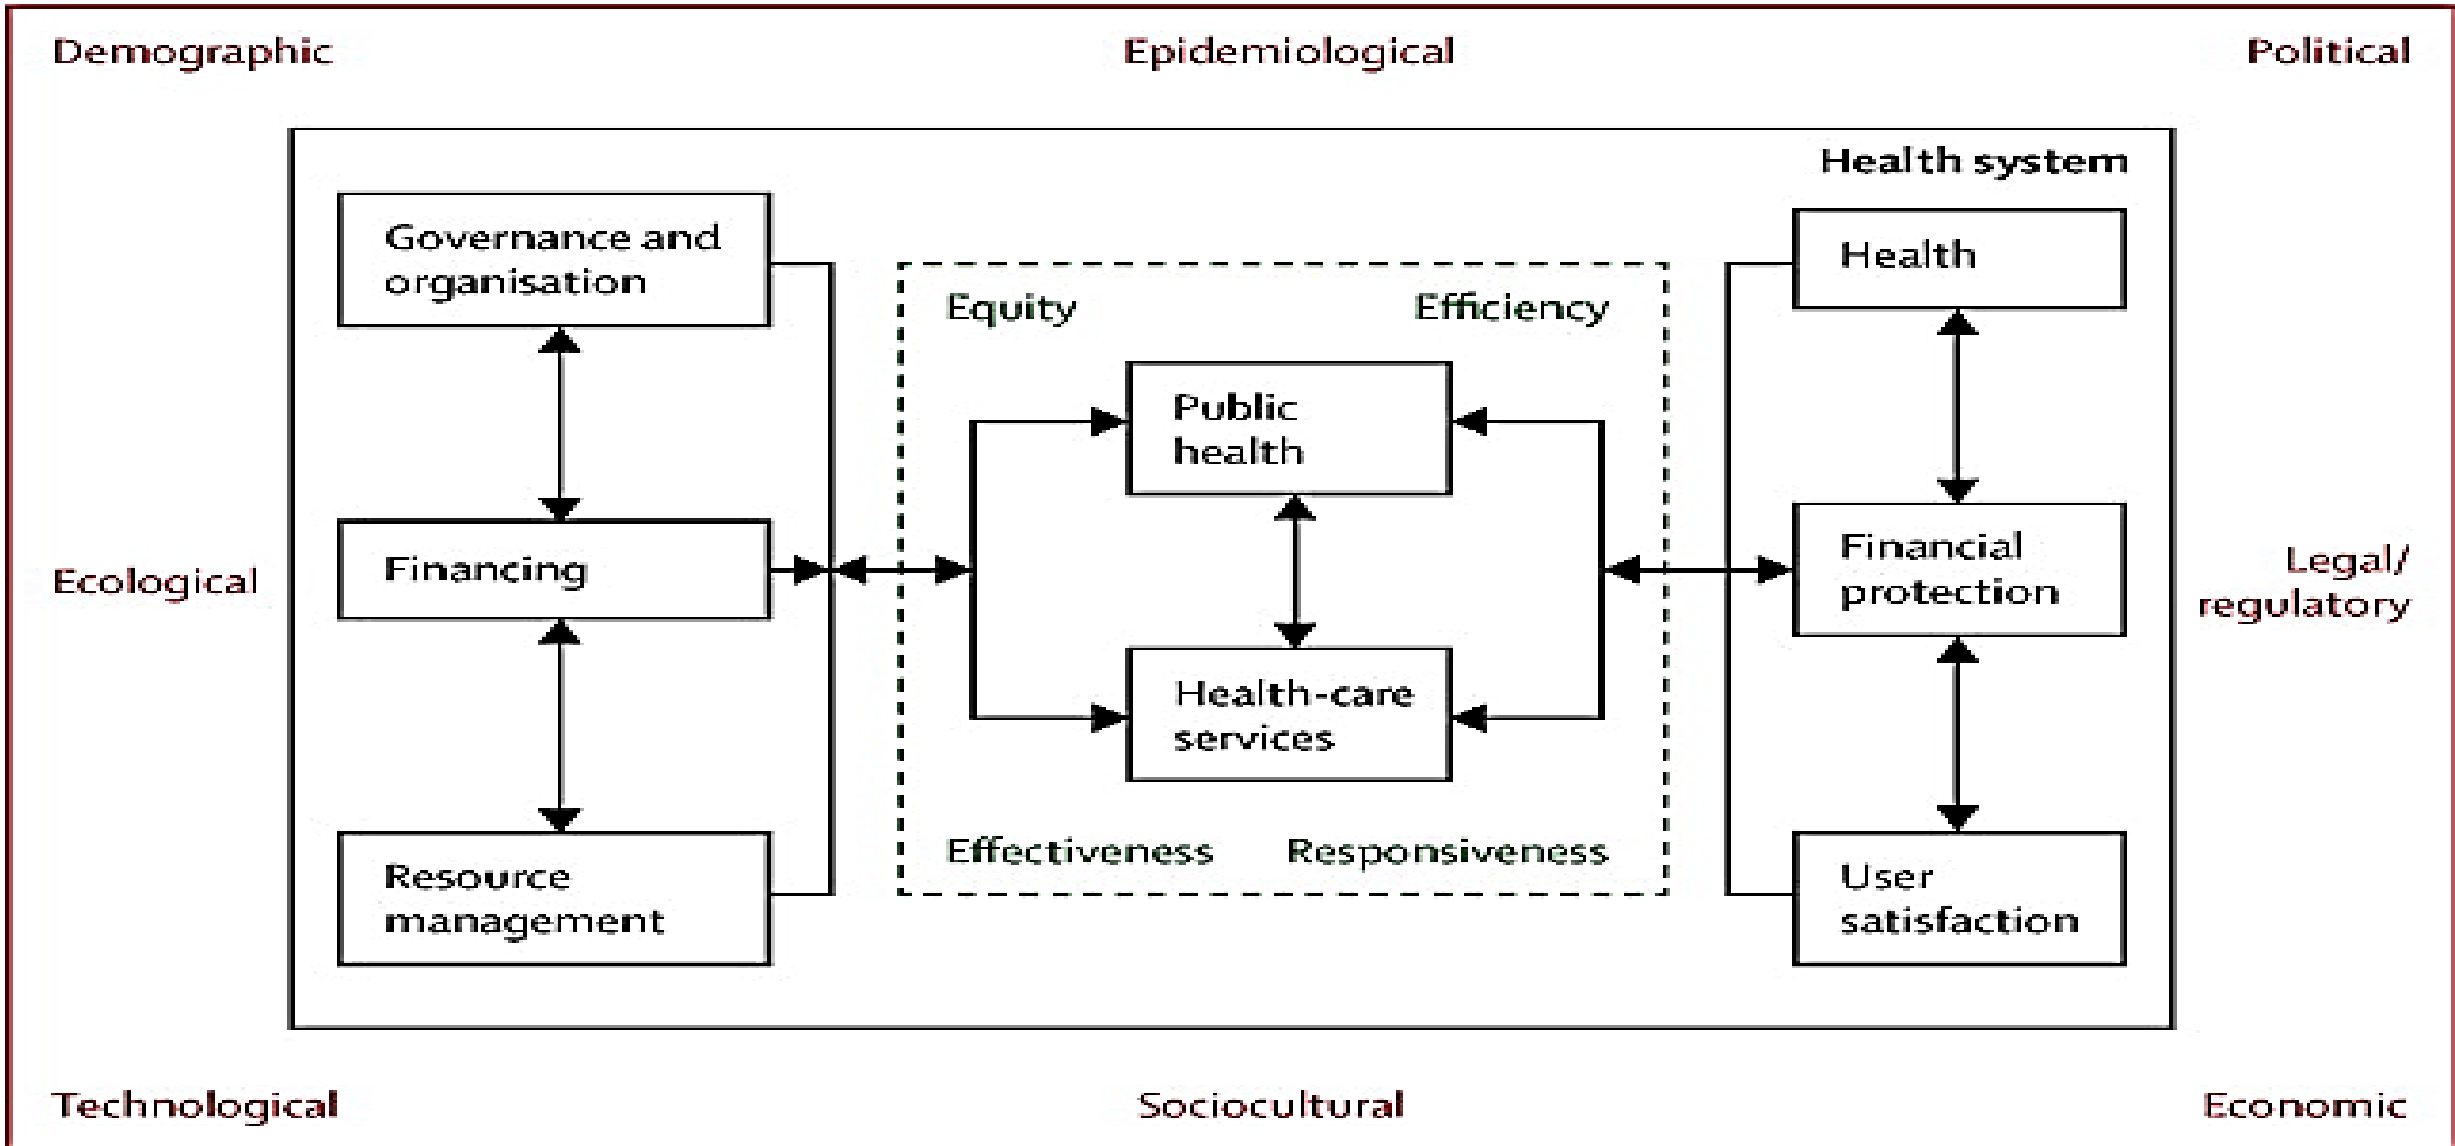 Demographic
Epidemiological
Political
Health system
Governance and
organisation
Health
Equity
Efficiency
Public
health
Ecological
Financing
Financial
protection
Legal/
regulatory
Health-care
services
Effectiveness
Responsiveness
Resource
management
User
satisfaction
Technological
Sociocultural
Economic